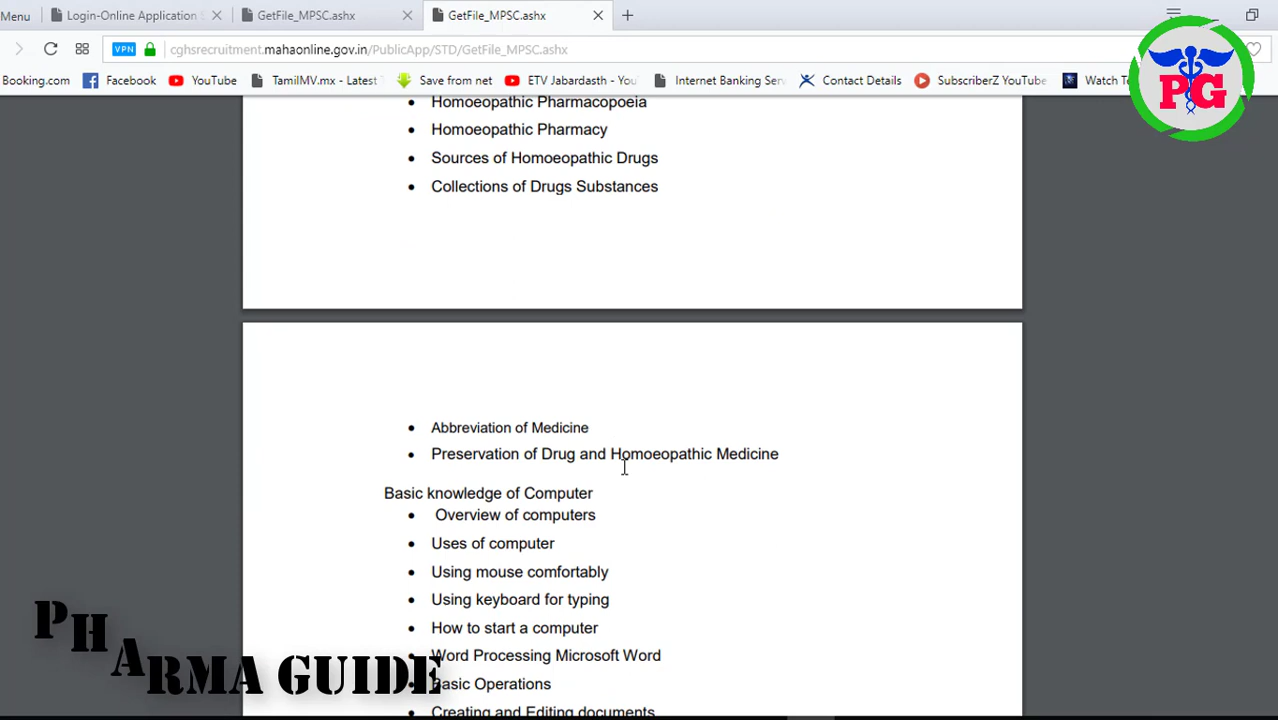 Menu
Login-Online Application
GetFile_MPSC.ashx
GetFile_MPSC.ashx
VPN
cghsrecruitment.mahaonline.gov.in/PublicApp/STD/GetFile_MPSC.ashx
Booking.com
Facebook
YouTube
TamilMV.mx - Latest
Save from net
ETV Jabardasth - You
Internet Banking Serv
Contact Details
SubscriberZ YouTube
Watch Te
PG
• Homoeopathic Pharmacopoeia
• Homoeopathic Pharmacy
• Sources of Homoeopathic Drugs
• Collections of Drugs Substances
• Abbreviation of Medicine
• Preservation of Drug and Homoeopathic Medicine
Basic knowledge of Computer
• Overview of computers
• Uses of computer
• Using mouse comfortably
• Using keyboard for typing
• How to start a computer
• Word Processing Microsoft Word
Basic Operations
• Creating and Editing documents
PHARMA GUIDE